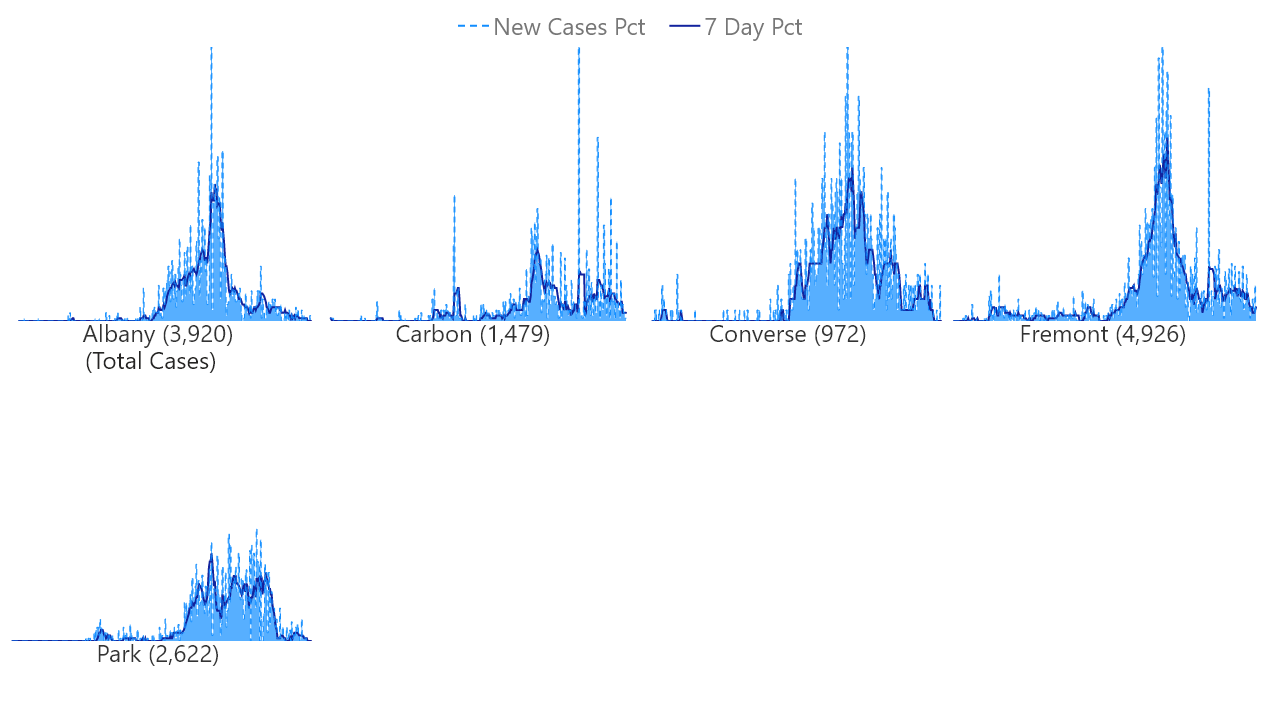 New Cases Pct 7 Day Pct
Albany (3,920)
(Total Cases)
Carbon (1,479)
Converse (972)
Fremont (4,926)
Park (2,622)